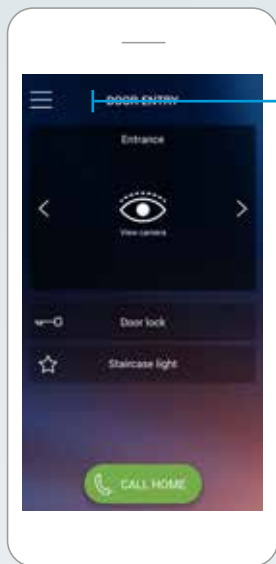 DOOR ENTRY
Entrance
View camera
Door lock
Staircase light
CALL HOME